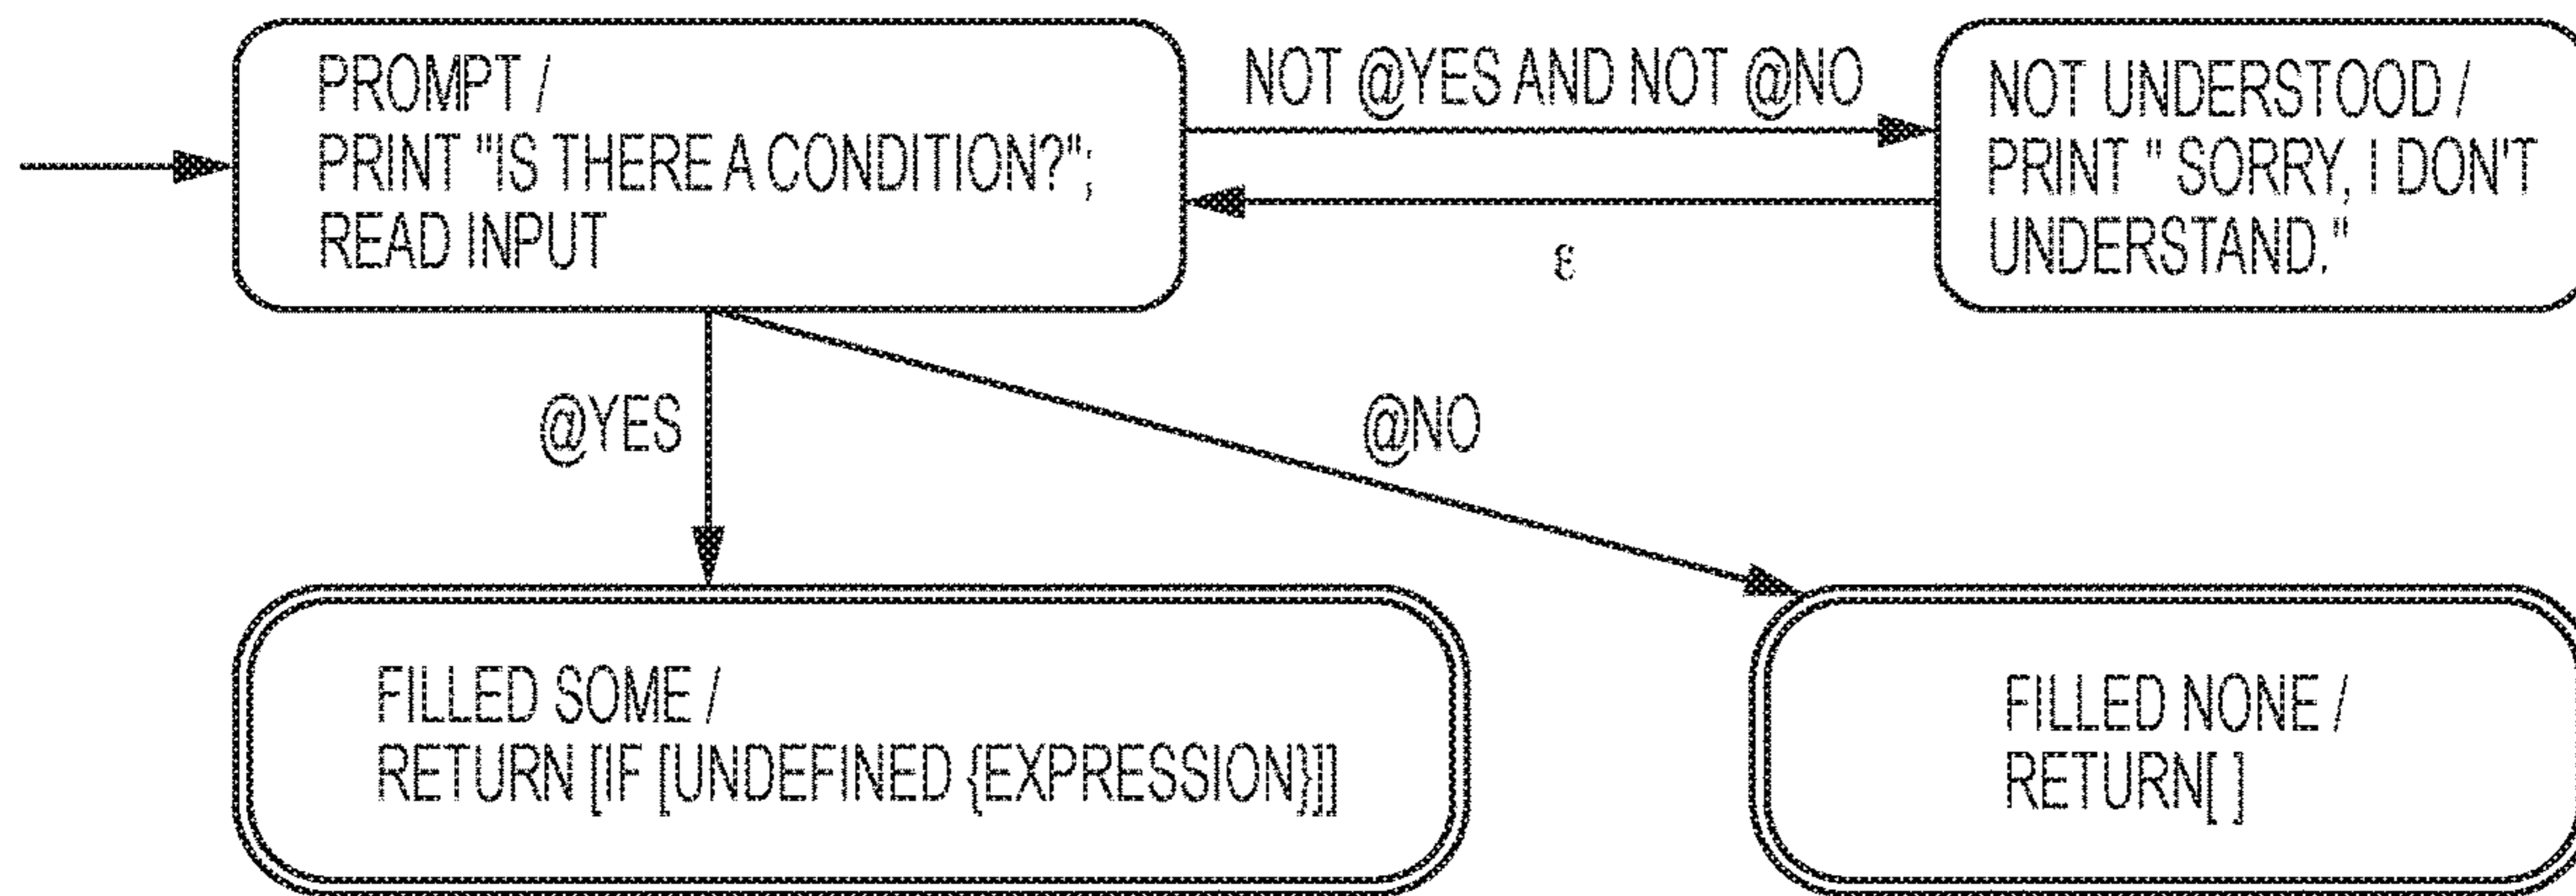 PROMPT /
PRINT "IS THERE A CONDITION?";
READ INPUT
NOT @YES AND NOT @NO
NOT UNDERSTOOD /
PRINT " SORRY, I DON'T
UNDERSTAND."
ε
@YES
@NO
FILLED SOME /
RETURN [IF [UNDEFINED {EXPRESSION}]]
FILLED NONE /
RETURN[ ]